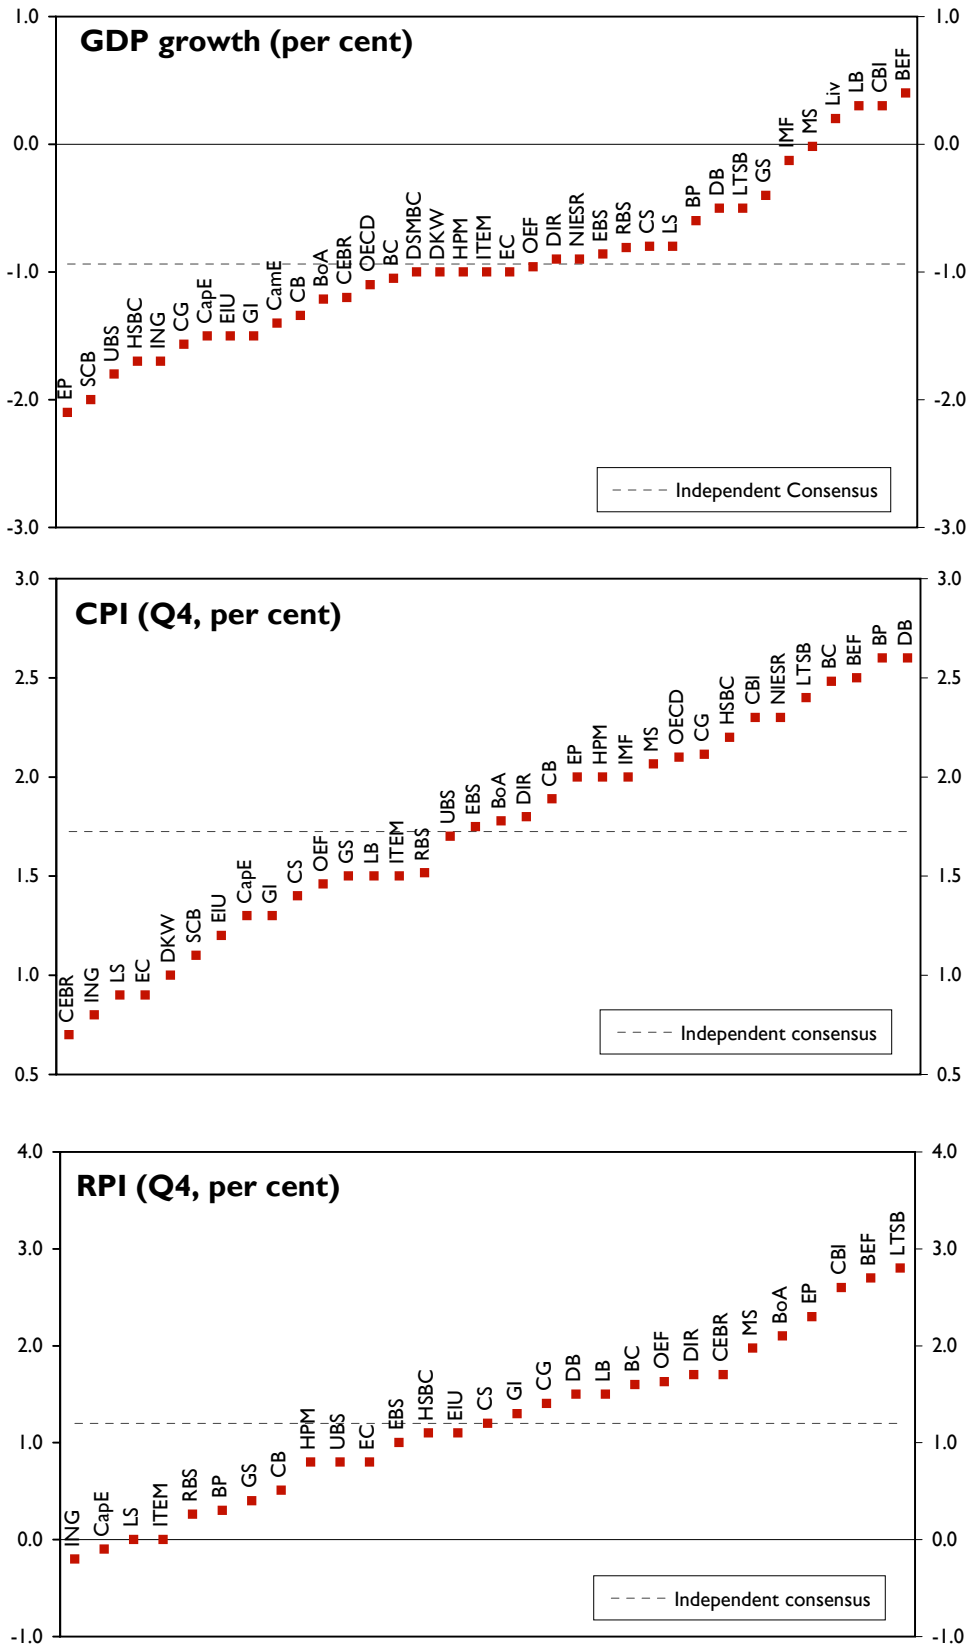 GDP growth (per cent)
1.0 1.0
0.0 0.0
-1.0 -1.0
-2.0 -2.0
-3.0 -3.0
EP SCB UBS HSBC ING CG CapE EIU GI CamE CB BoA CEBR OECD BC DSMBC DKW HPM ITEM EC OEF DIR NIESR EBS RBS CS LS BP DB LTSB GS IMF MS Liv LB CBI BEF
Independent Consensus
CPI (Q4, per cent)
3.0 3.0
2.5 2.5
2.0 2.0
1.5 1.5
1.0 1.0
0.5 0.5
CEBR ING LS EC DKW SCB EIU CapE GI CS OEF GS LB ITEM RBS UBS EBS BoA DIR CB EP HPM IMF MS OECD CG HSBC CBI NIESR LTSB BC BEF BP DB
Independent consensus
RPI (Q4, per cent)
4.0 4.0
3.0 3.0
2.0 2.0
1.0 1.0
0.0 0.0
-1.0 -1.0
ING CapE LS ITEM RBS BP GS CB HPM UBS EC EBS HSBC EIU CS GI CG DB LB BC OEF DIR CEBR MS BoA EP CBI BEF LTSB
Independent consensus